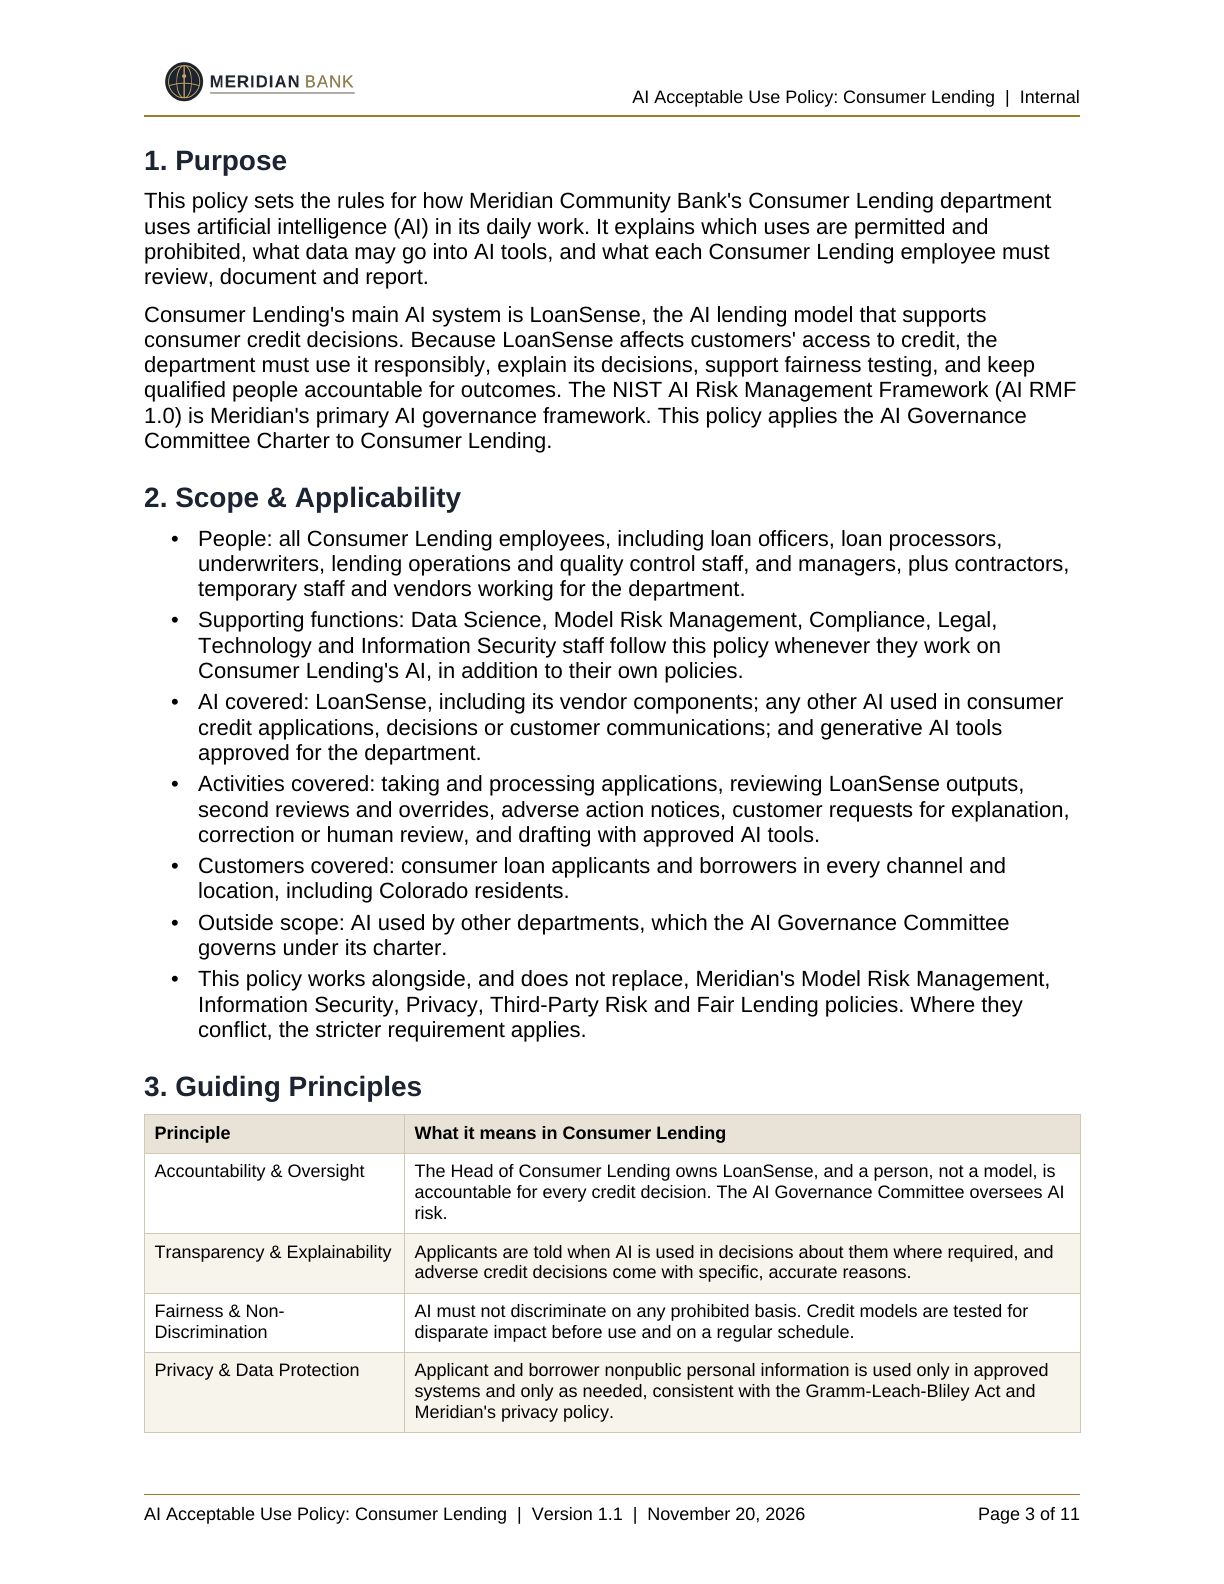 MERIDIAN BANK
AI Acceptable Use Policy: Consumer Lending | Internal
1. Purpose
This policy sets the rules for how Meridian Community Bank's Consumer Lending department
uses artificial intelligence (AI) in its daily work. It explains which uses are permitted and
prohibited, what data may go into AI tools, and what each Consumer Lending employee must
review, document and report.
Consumer Lending's main AI system is LoanSense, the AI lending model that supports
consumer credit decisions. Because LoanSense affects customers' access to credit, the
department must use it responsibly, explain its decisions, support fairness testing, and keep
qualified people accountable for outcomes. The NIST AI Risk Management Framework (AI RMF
1.0) is Meridian's primary AI governance framework. This policy applies the AI Governance
Committee Charter to Consumer Lending.
2. Scope & Applicability
• People: all Consumer Lending employees, including loan officers, loan processors,
underwriters, lending operations and quality control staff, and managers, plus contractors,
temporary staff and vendors working for the department.
• Supporting functions: Data Science, Model Risk Management, Compliance, Legal,
Technology and Information Security staff follow this policy whenever they work on
Consumer Lending's AI, in addition to their own policies.
• AI covered: LoanSense, including its vendor components; any other AI used in consumer
credit applications, decisions or customer communications; and generative AI tools
approved for the department.
• Activities covered: taking and processing applications, reviewing LoanSense outputs,
second reviews and overrides, adverse action notices, customer requests for explanation,
correction or human review, and drafting with approved AI tools.
• Customers covered: consumer loan applicants and borrowers in every channel and
location, including Colorado residents.
• Outside scope: AI used by other departments, which the AI Governance Committee
governs under its charter.
• This policy works alongside, and does not replace, Meridian's Model Risk Management,
Information Security, Privacy, Third-Party Risk and Fair Lending policies. Where they
conflict, the stricter requirement applies.
3. Guiding Principles
Principle What it means in Consumer Lending
Accountability & Oversight The Head of Consumer Lending owns LoanSense, and a person, not a model, is
accountable for every credit decision. The AI Governance Committee oversees AI
risk.
Transparency & Explainability Applicants are told when AI is used in decisions about them where required, and
adverse credit decisions come with specific, accurate reasons.
Fairness & Non- AI must not discriminate on any prohibited basis. Credit models are tested for
Discrimination disparate impact before use and on a regular schedule.
Privacy & Data Protection Applicant and borrower nonpublic personal information is used only in approved
systems and only as needed, consistent with the Gramm-Leach-Bliley Act and
Meridian's privacy policy.
AI Acceptable Use Policy: Consumer Lending | Version 1.1 | November 20, 2026 Page 3 of 11